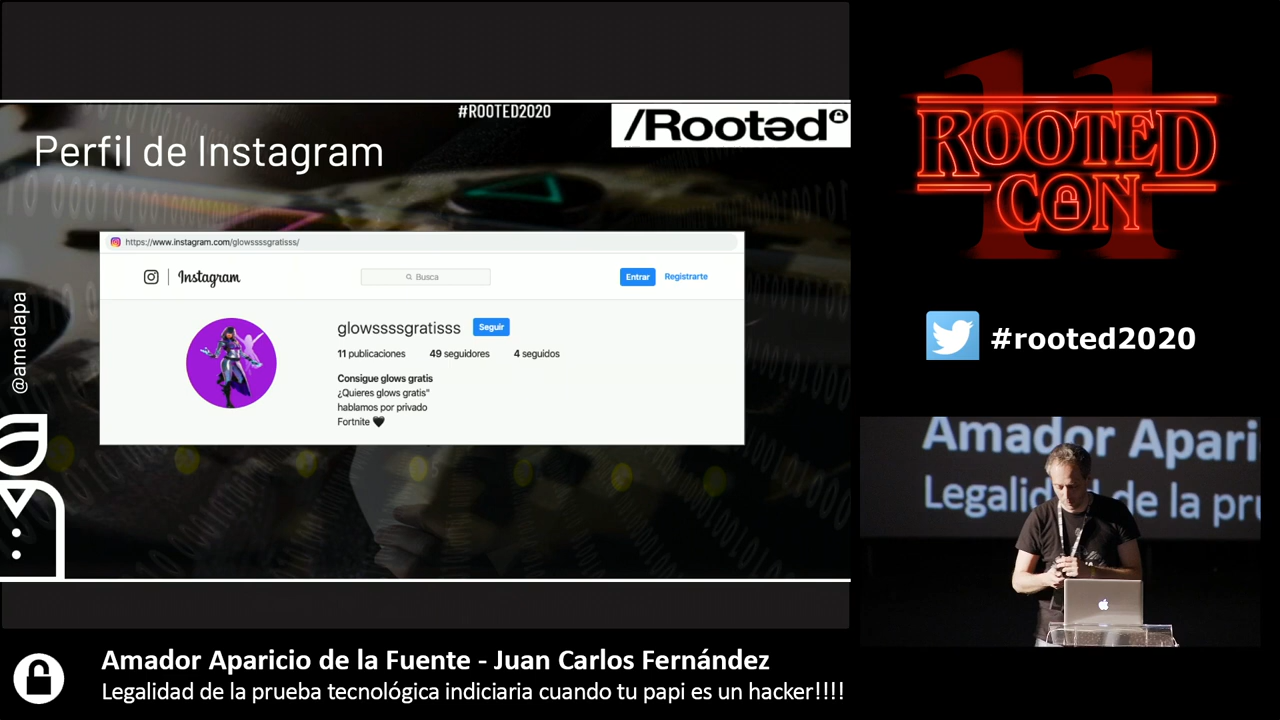 #ROOTED2020
/Rootəd
Perfil de Instagram
https://www.instagram.com/glowssssgratisss/
Instagram
Busca
Entrar
Registrarte
glowssssgratisss
Seguir
11 publicaciones
49 seguidores
4 seguidos
Consigue glows gratis
¿Quieres glows gratis"
hablamos por privado
Fortnite 🖤
@amadapa
11
ROOTED
CON
#rooted2020
Amador Apari
Legalidad de la pru
Amador Aparicio de la Fuente - Juan Carlos Fernández
Legalidad de la prueba tecnológica indiciaria cuando tu papi es un hacker!!!!